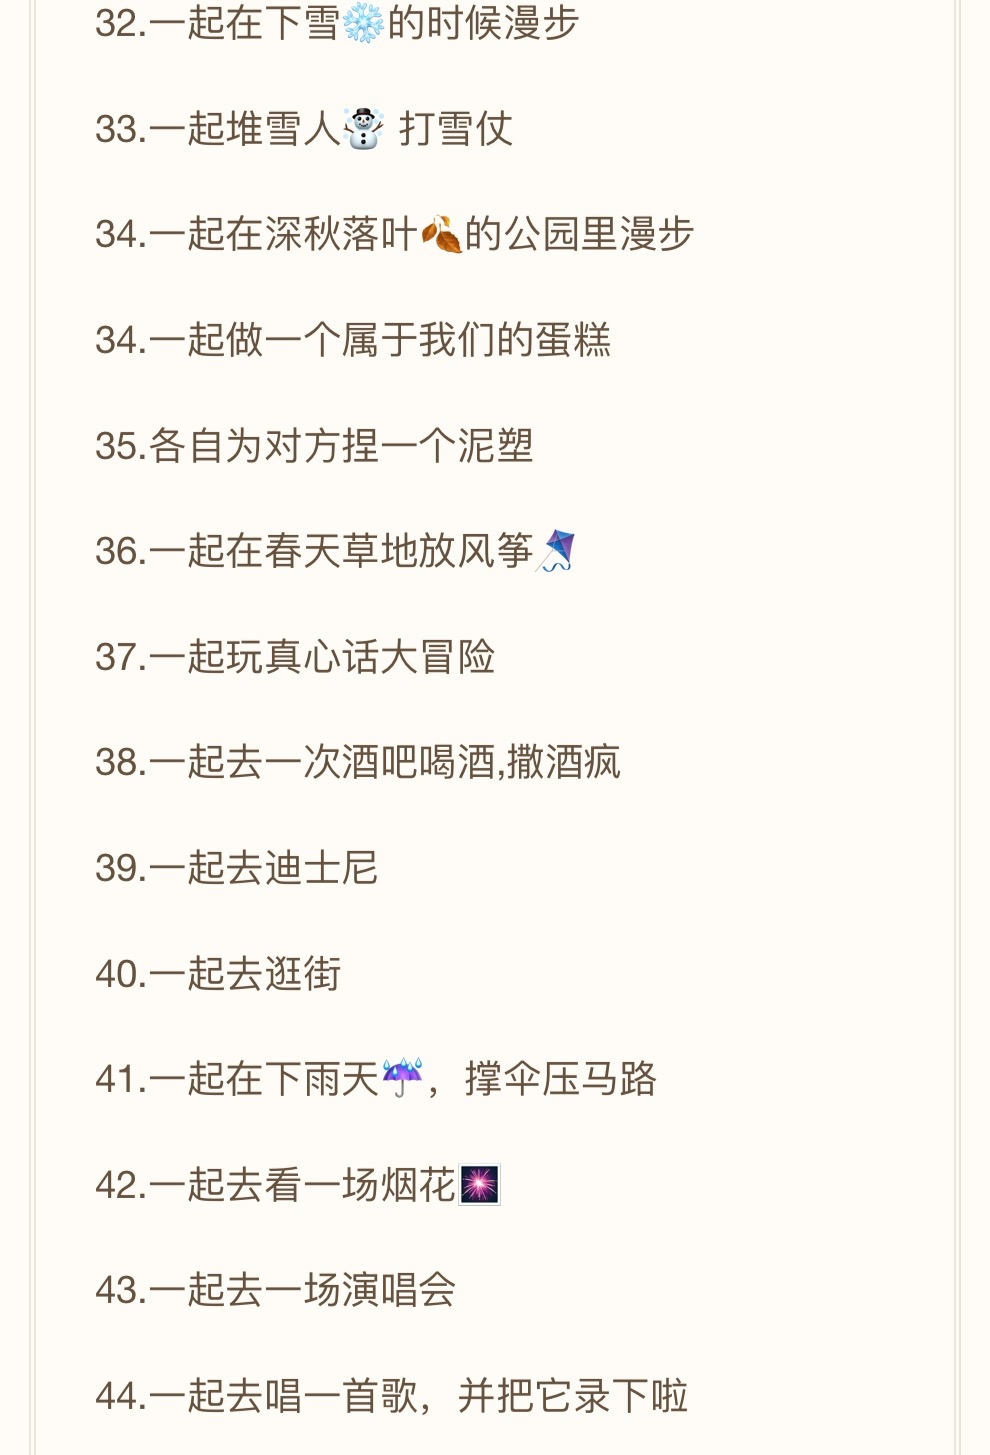 32.一起在下雪❄️的时候漫步
33.一起堆雪人☃️ 打雪仗
34.一起在深秋落叶🍂的公园里漫步
34.一起做一个属于我们的蛋糕
35.各自为对方捏一个泥塑
36.一起在春天草地放风筝🪁
37.一起玩真心话大冒险
38.一起去一次酒吧喝酒,撒酒疯
39.一起去迪士尼
40.一起去逛街
41.一起在下雨天☔️，撑伞压马路
42.一起去看一场烟花🎆
43.一起去一场演唱会
44.一起去唱一首歌，并把它录下啦